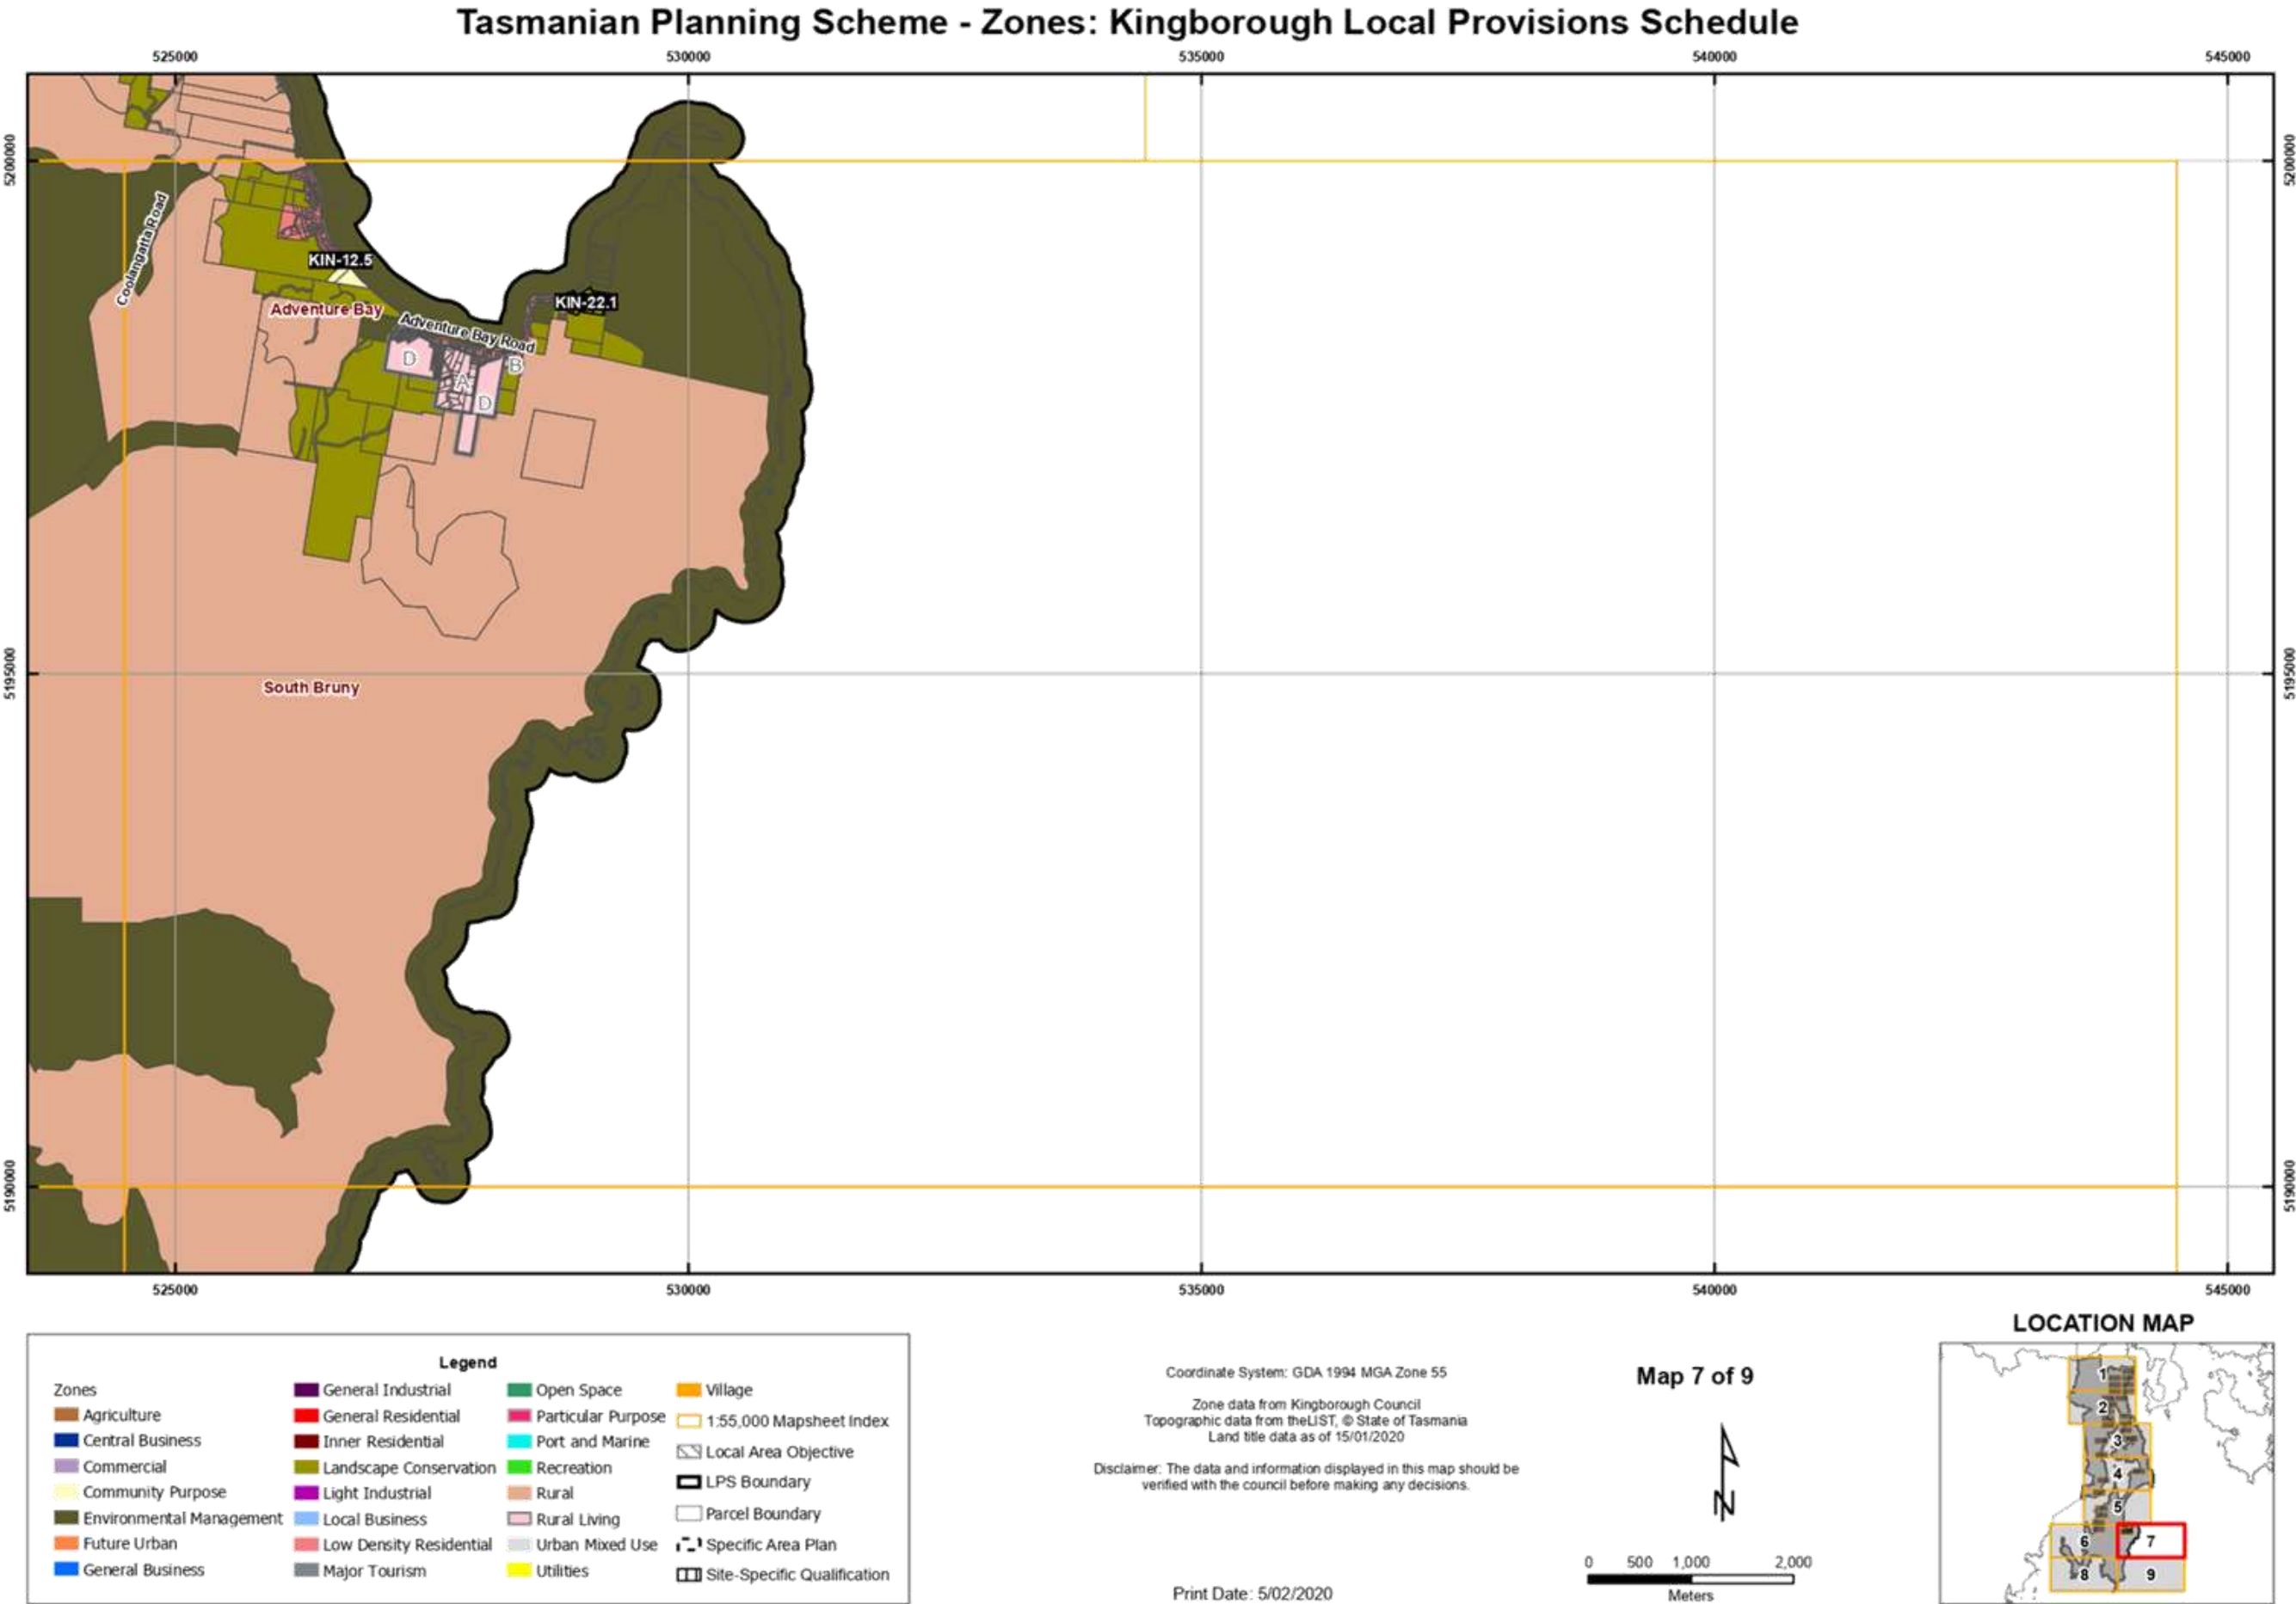 Tasmanian Planning Scheme - Zones: Kingborough Local Provisions Schedule
525000 530000 535000 540000 545000
5200000
5200000
Coolangatta Road
KIN-12.5
Adventure Bay
KIN-22.1
Adventure Bay Road
D
A
B
D
5195000
5195000
South Bruny
5190000
5190000
525000 530000 535000 540000 545000
Legend
Zones
Agriculture
Central Business
Commercial
Community Purpose
Environmental Management
Future Urban
General Business
General Industrial
General Residential
Inner Residential
Landscape Conservation
Light Industrial
Local Business
Low Density Residential
Major Tourism
Open Space
Particular Purpose
Port and Marine
Recreation
Rural
Rural Living
Urban Mixed Use
Utilities
Village
1:55,000 Mapsheet Index
Local Area Objective
LPS Boundary
Parcel Boundary
Specific Area Plan
Site-Specific Qualification
Coordinate System: GDA 1994 MGA Zone 55
Zone data from Kingborough Council
Topographic data from theLIST, © State of Tasmania
Land title data as of 15/01/2020
Disclaimer: The data and information displayed in this map should be
verified with the council before making any decisions.
Print Date: 5/02/2020
Map 7 of 9
N
0 500 1,000 2,000
Meters
LOCATION MAP
1
2
3
4
5
6 7
8 9